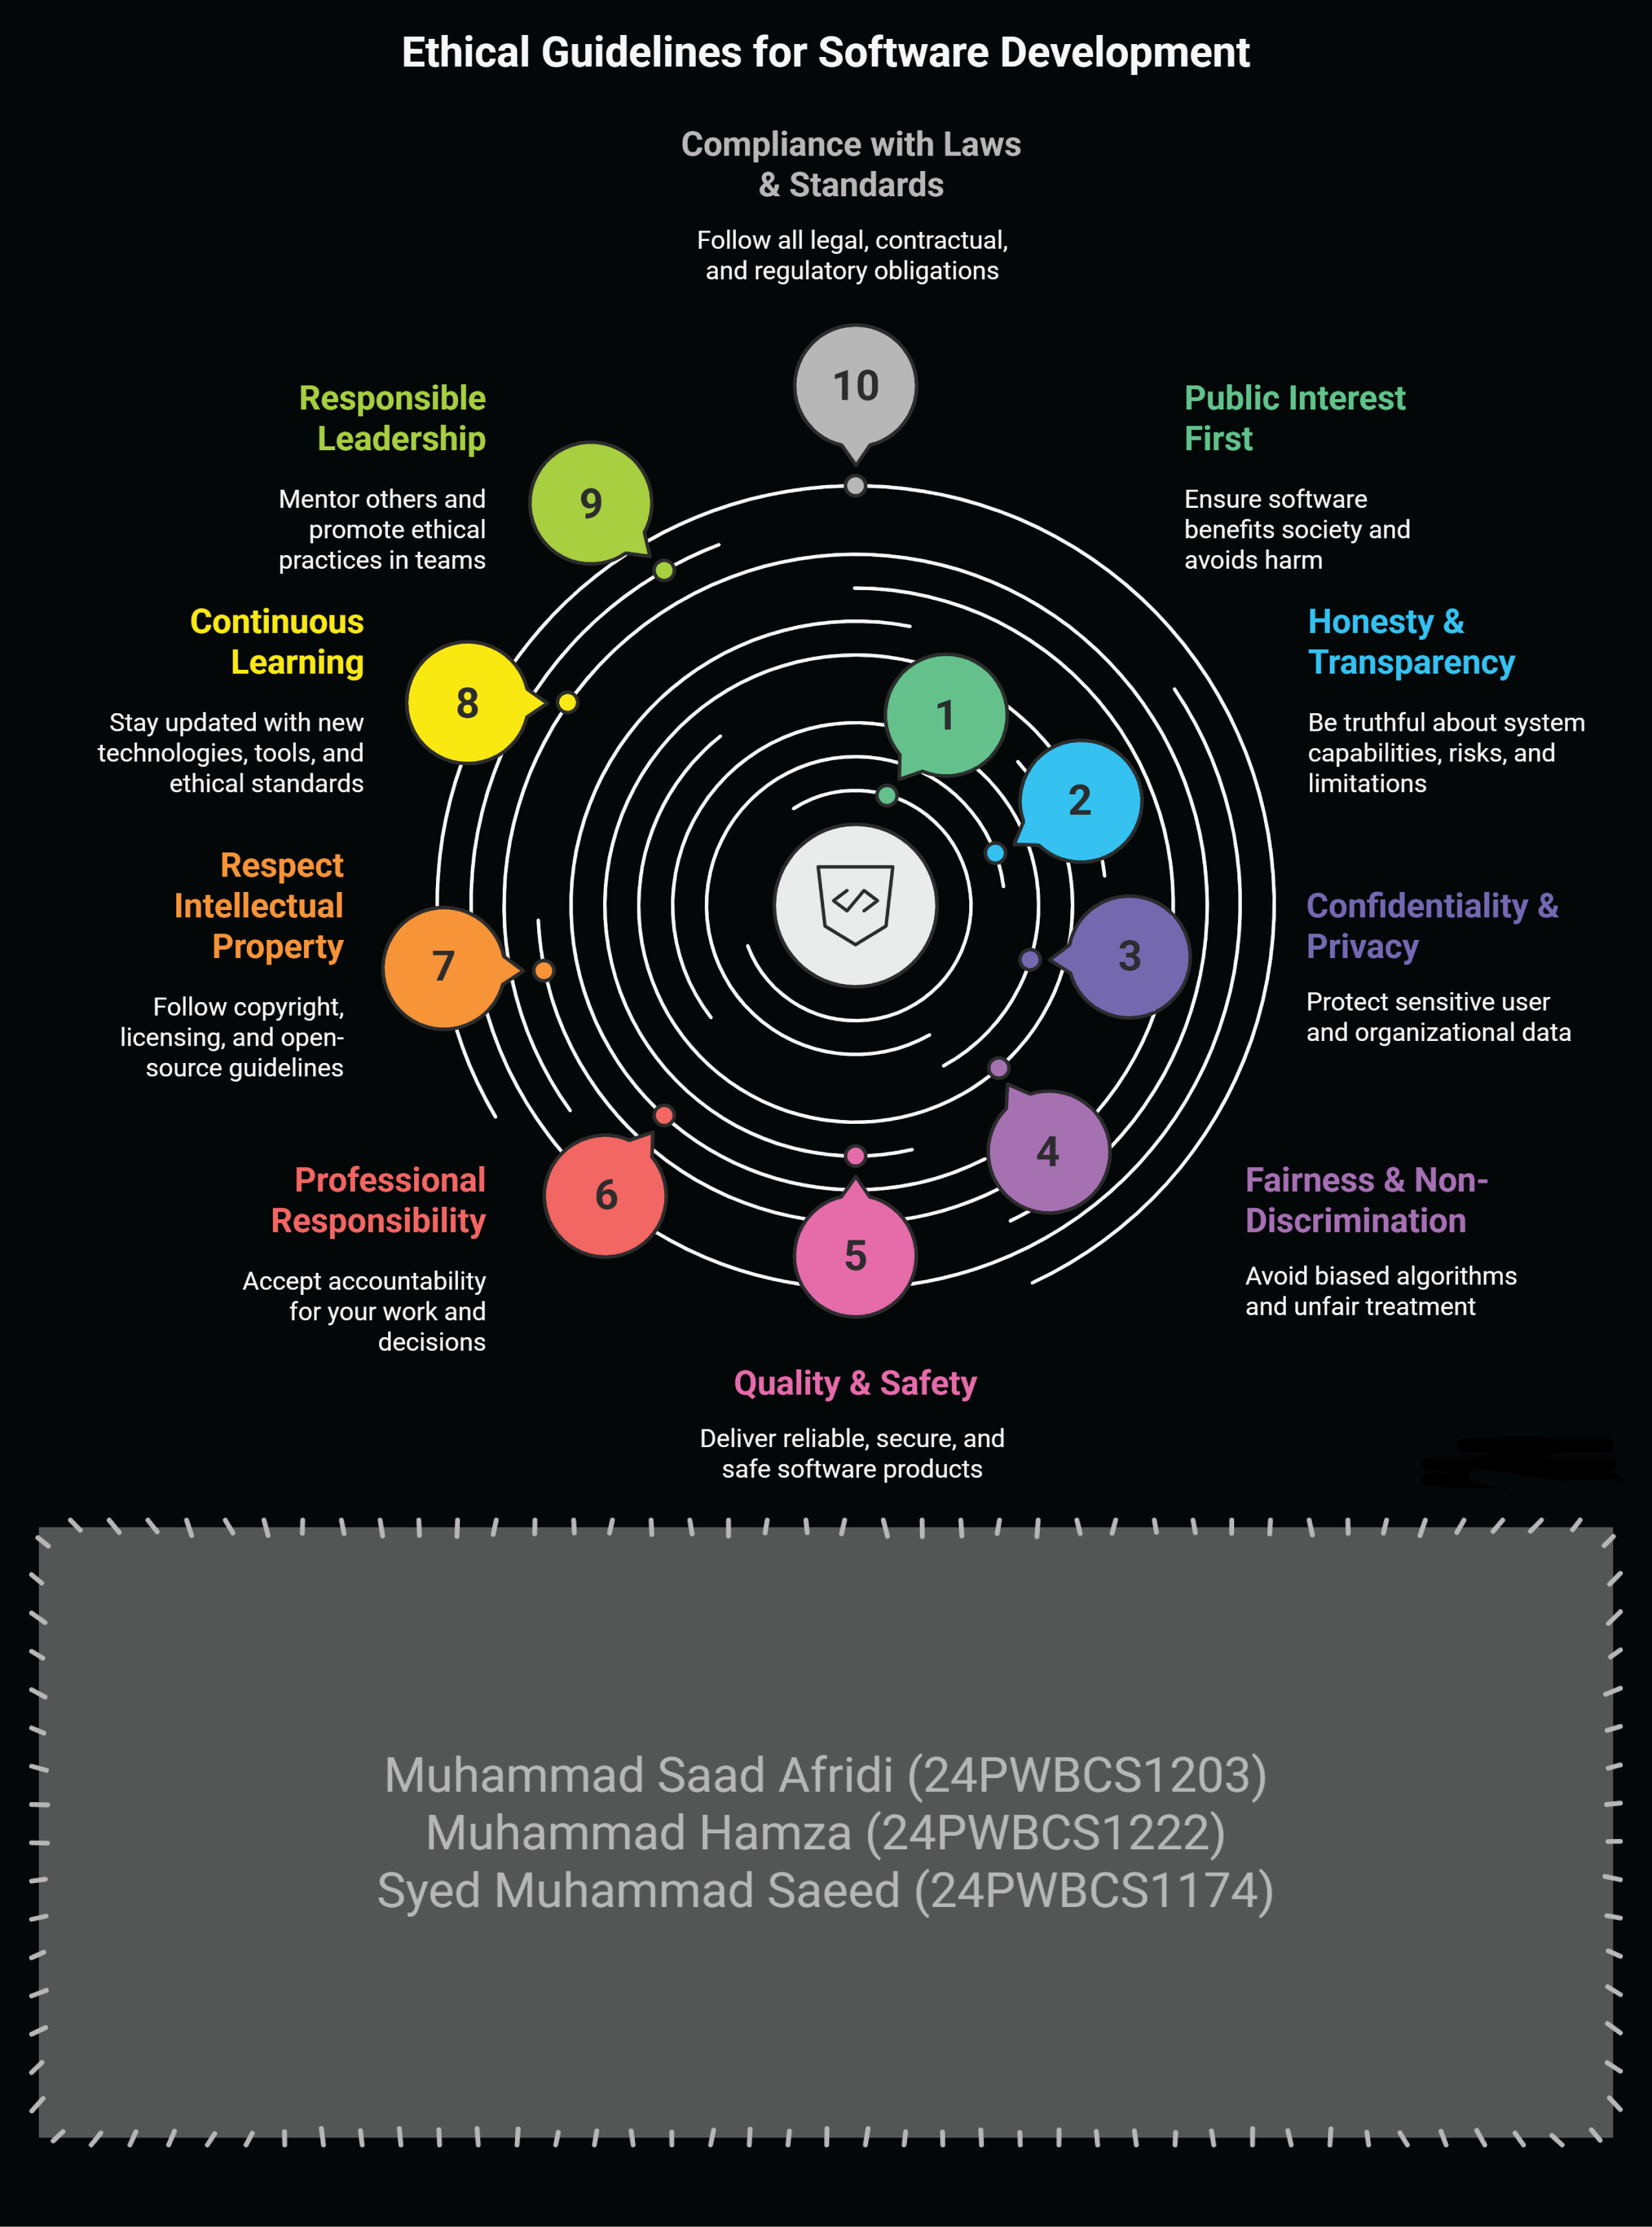 Ethical Guidelines for Software Development
Compliance with Laws
& Standards
Follow all legal, contractual,
and regulatory obligations
10
Responsible
Leadership
Mentor others and
promote ethical
practices in teams
9
Public Interest
First
Ensure software
benefits society and
avoids harm
1
Continuous
Learning
Stay updated with new
technologies, tools, and
ethical standards
8
Honesty &
Transparency
Be truthful about system
capabilities, risks, and
limitations
2
Respect
Intellectual
Property
Follow copyright,
licensing, and open-
source guidelines
7
Confidentiality &
Privacy
Protect sensitive user
and organizational data
3
Professional
Responsibility
Accept accountability
for your work and
decisions
6
Fairness & Non-
Discrimination
Avoid biased algorithms
and unfair treatment
4
5
Quality & Safety
Deliver reliable, secure, and
safe software products
Muhammad Saad Afridi (24PWBCS1203)
Muhammad Hamza (24PWBCS1222)
Syed Muhammad Saeed (24PWBCS1174)